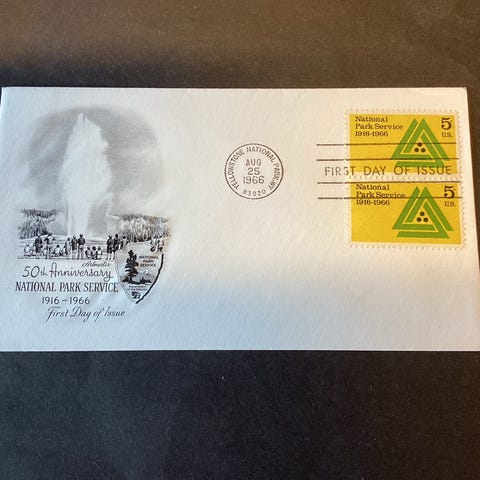 Artmaster
50th Anniversary
NATIONAL PARK SERVICE
1916-1966
First Day of Issue
NATIONAL
PARK
SERVICE
YELLOWSTONE NATIONAL PARK, WY
AUG
25
1966
83020
National
Park Service
1916-1966
5
U.S.
FIRST DAY OF ISSUE
National
Park Service
1916-1966
5
U.S.